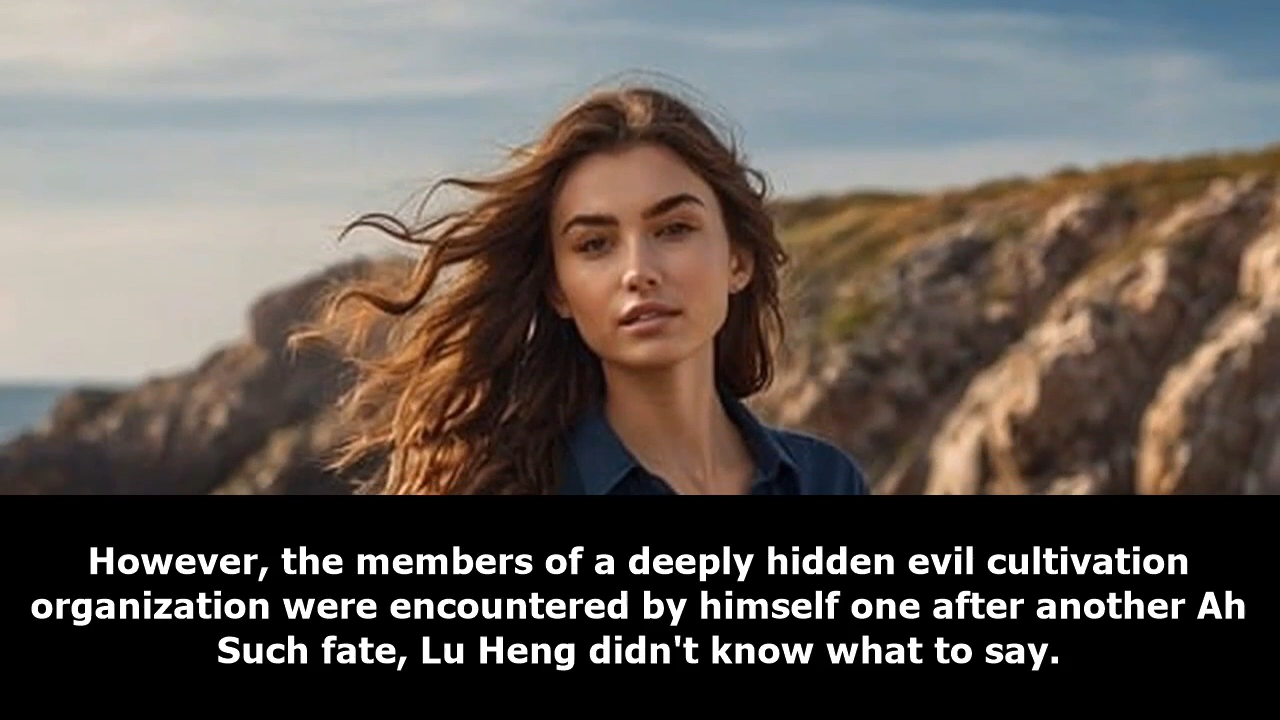 However, the members of a deeply hidden evil cultivation
organization were encountered by himself one after another Ah
Such fate, Lu Heng didn't know what to say.